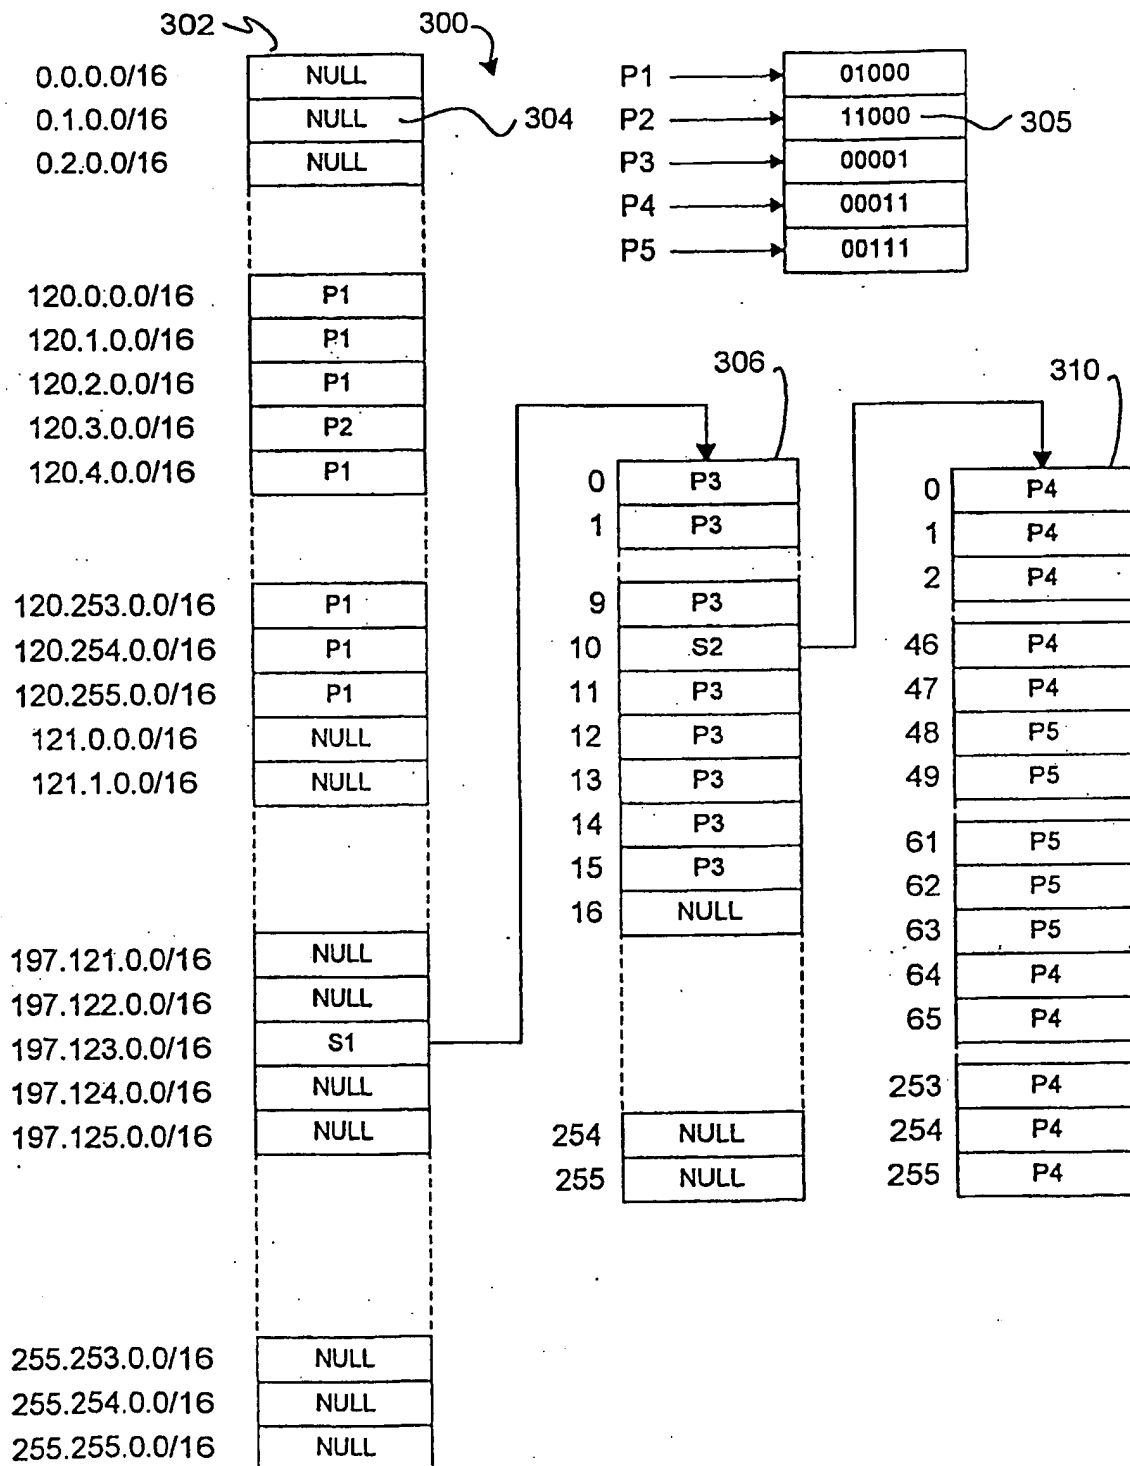 302
300
0.0.0.0/16 NULL
0.1.0.0/16 NULL 304
0.2.0.0/16 NULL
P1 01000
P2 11000 305
P3 00001
P4 00011
P5 00111
120.0.0.0/16 P1
120.1.0.0/16 P1
120.2.0.0/16 P1
120.3.0.0/16 P2
120.4.0.0/16 P1
120.253.0.0/16 P1
120.254.0.0/16 P1
120.255.0.0/16 P1
121.0.0.0/16 NULL
121.1.0.0/16 NULL
197.121.0.0/16 NULL
197.122.0.0/16 NULL
197.123.0.0/16 S1
197.124.0.0/16 NULL
197.125.0.0/16 NULL
255.253.0.0/16 NULL
255.254.0.0/16 NULL
255.255.0.0/16 NULL
306
0 P3
1 P3
9 P3
10 S2
11 P3
12 P3
13 P3
14 P3
15 P3
16 NULL
254 NULL
255 NULL
310
0 P4
1 P4
2 P4
46 P4
47 P4
48 P5
49 P5
61 P5
62 P5
63 P5
64 P4
65 P4
253 P4
254 P4
255 P4